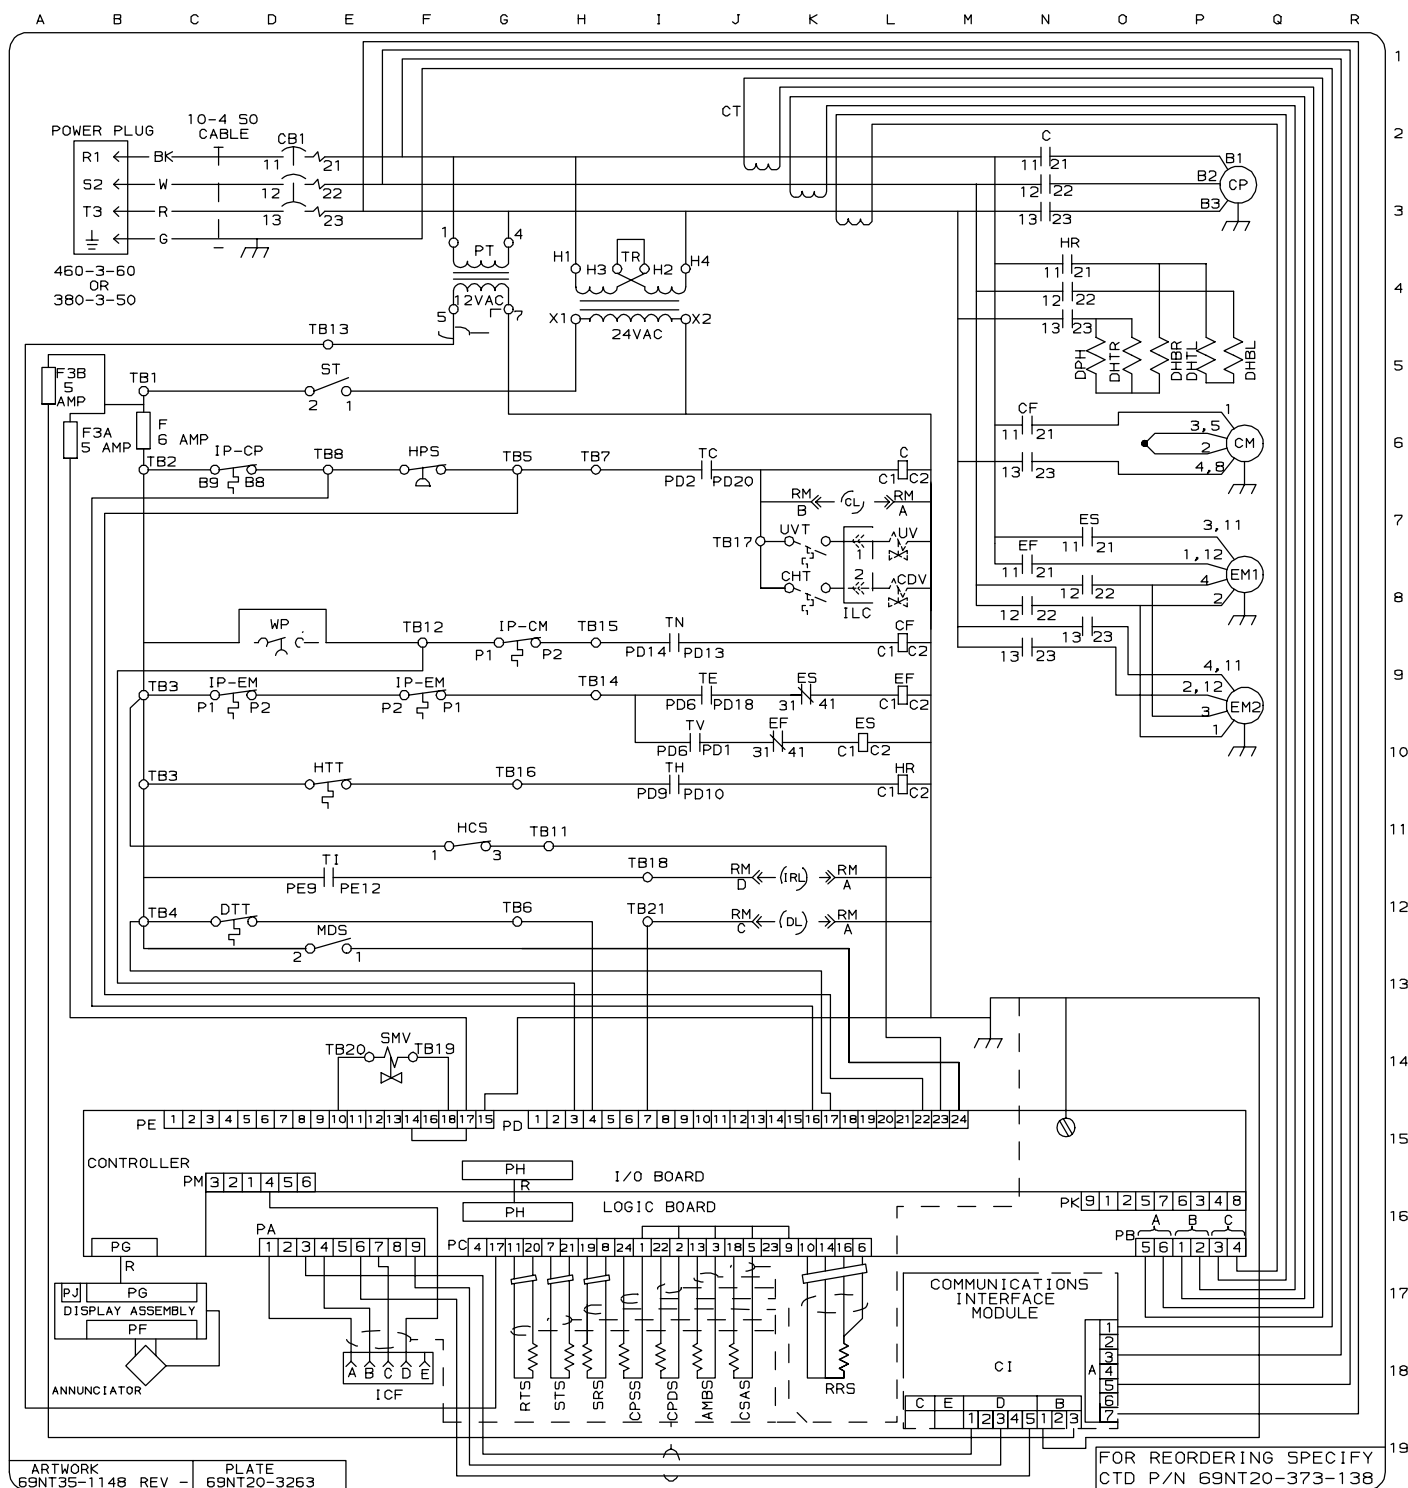 A B C D E F G H I J K L M N O P Q R
1
CT
10-4 SO
CABLE
POWER PLUG
CB1
C
2
R1 BK 11 21 11 21 B1
S2 W 12 22 12 22 B2 CP
T3 R 13 23 13 23 B3
3
G
1 PT 4
H1 H3 TR H2 H4
HR
11 21
460-3-60
OR
380-3-50
12VAC
12 22
4
5 7
X1 X2
24VAC
13 23
TB13
DPH DHTR DHBR DHTL DHBL
5
F3B
5
AMP
TB1
ST
2 1
F3A
5 AMP
F
6 AMP
CF
11 21
1
3,5
2 CM
4,8
13 23
6
TB2 IP-CP TB8 HPS TB5 TB7 TC C
B9 B8 PD2 PD20 C1 C2
RM
B
CL
RM
A
7
TB17 UVT 1 UV
ES
11 21
3,11
EF
11 21
1,12
CHT 2 CDV
ILC
12 22
4 EM1
2
8
12 22
WP TB12 IP-CM TB15 TN CF
P1 P2 PD14 PD13 C1 C2
13 23
13 23
9
4,11
TB3 IP-EM IP-EM TB14 TE ES EF
P1 P2 P2 P1 PD6 PD18 31 41 C1 C2
2,12
3 EM2
1
TV EF ES
PD6 PD1 31 41 C1 C2
10
TB3 HTT TB16 TH HR
PD9 PD10 C1 C2
HCS TB11
1 3
11
TI
PE9 PE12
TB18
RM
D
IRL
RM
A
12
TB4 DTT TB6 TB21
RM
C
DL
RM
A
MDS
2 1
13
TB20 SMV TB19
14
PE 1 2 3 4 5 6 7 8 9 10 11 12 13 14 16 18 17 15
PD 1 2 3 4 5 6 7 8 9 10 11 12 13 14 15 16 17 18 19 20 21 22 23 24
15
CONTROLLER
PM 3 2 1 4 5 6
PH
R
PH
I/O BOARD
LOGIC BOARD
PK 9 1 2 5 7 6 3 4 8
16
A B C
PG
PA 1 2 3 4 5 6 7 8 9
PC 4 17 11 20 7 21 19 8 24 1 22 2 13 3 18 5 23 9 10 14 16 6
PB 5 6 1 2 3 4
R
PJ PG
DISPLAY ASSEMBLY
PF
COMMUNICATIONS
INTERFACE
MODULE
17
CI
A
1
2
3
4
5
6
7
18
ANNUNCIATOR
A B C D E
ICF
RTS STS SRS CPSS CPDS AMBS CSAS RRS
C E D B
1 2 3 4 5 1 2 3
19
ARTWORK
69NT35-1148 REV -
PLATE
69NT20-3263
FOR REORDERING SPECIFY
CTD P/N 69NT20-373-138